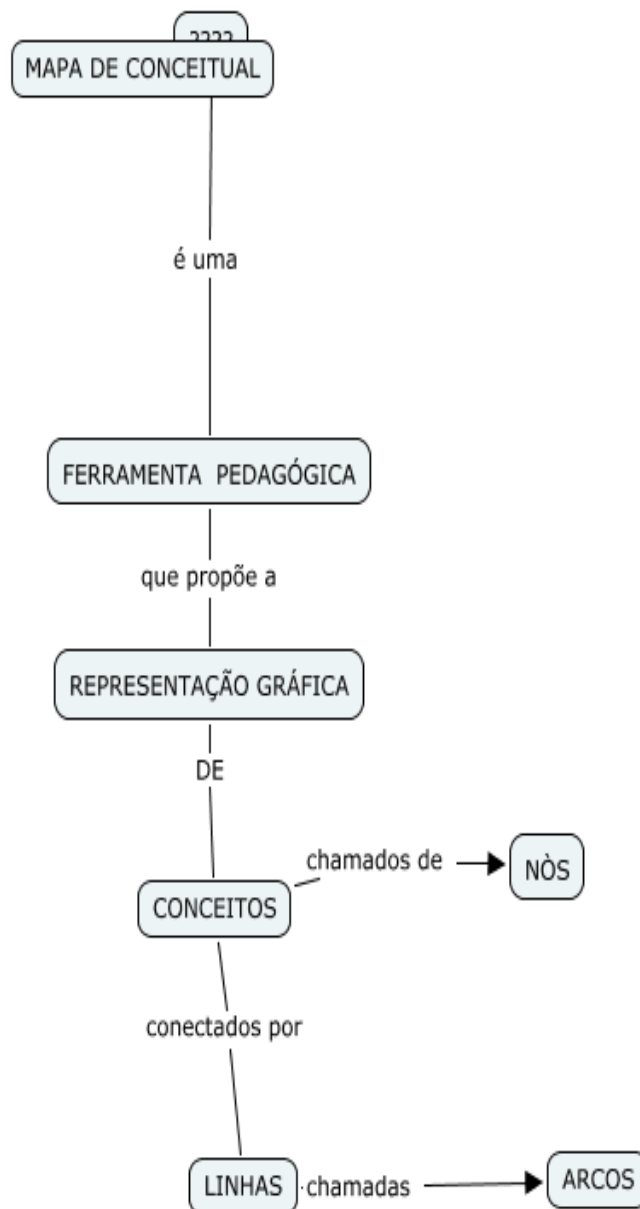 ????
MAPA DE CONCEITUAL
é uma
FERRAMENTA PEDAGÓGICA
que propõe a
REPRESENTAÇÃO GRÁFICA
DE
chamados de
NÒS
CONCEITOS
conectados por
LINHAS
chamadas
ARCOS